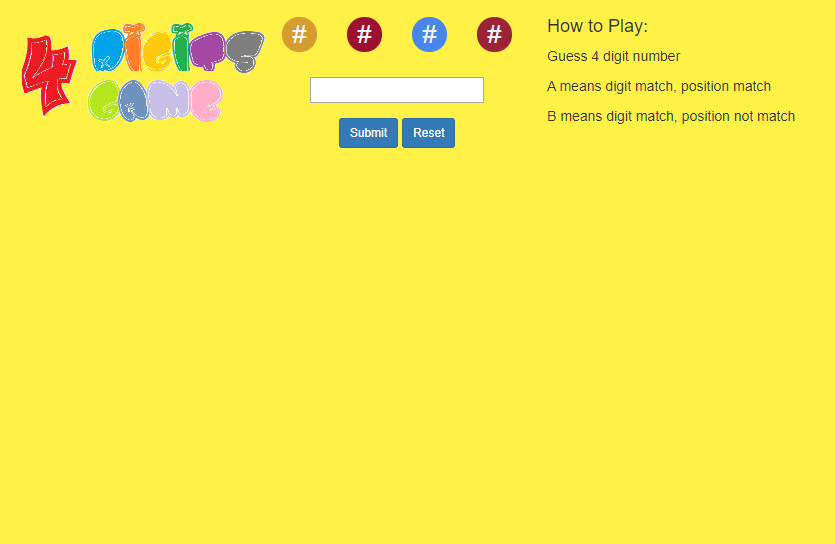 4 DIGITS
GAME
# # # #
Submit Reset
How to Play:
Guess 4 digit number
A means digit match, position match
B means digit match, position not match